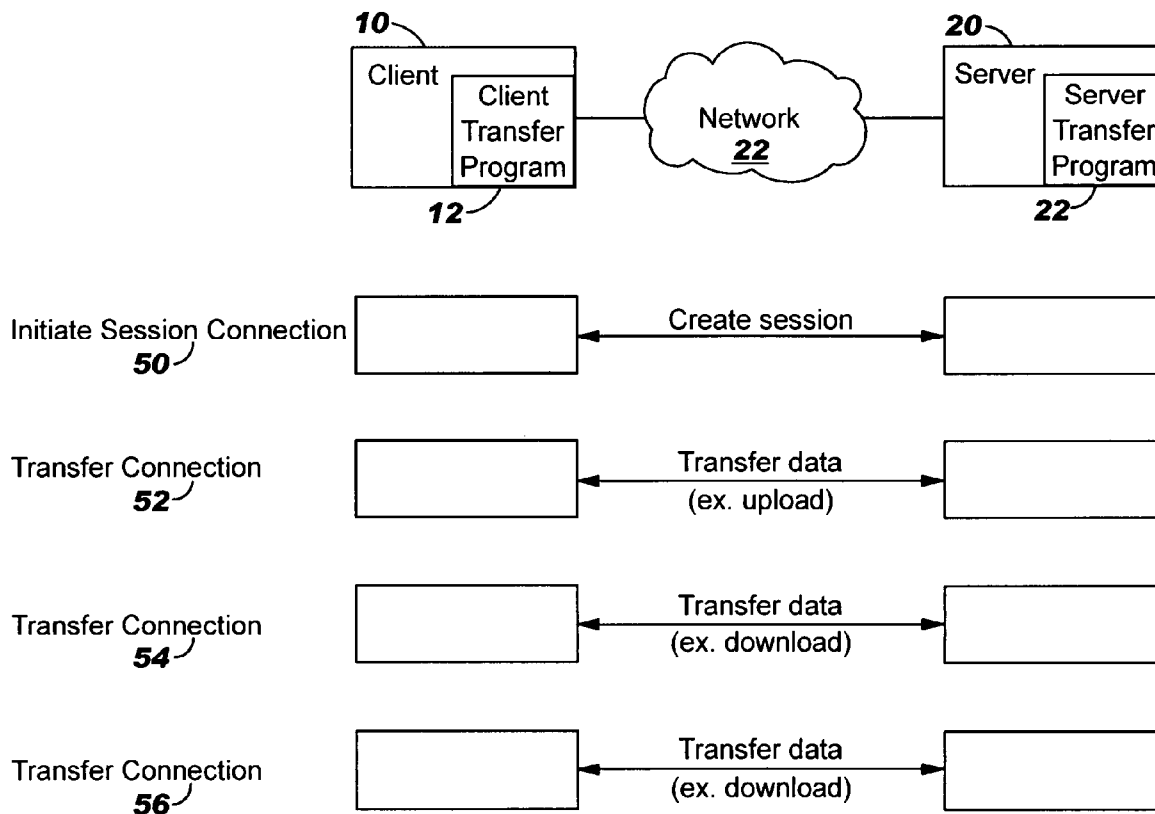 10
20
Client
Client
Transfer
Program
12
Network
22
Server
Server
Transfer
Program
22
Initiate Session Connection
50
Create session
Transfer Connection
52
Transfer data
(ex. upload)
Transfer Connection
54
Transfer data
(ex. download)
Transfer Connection
56
Transfer data
(ex. download)